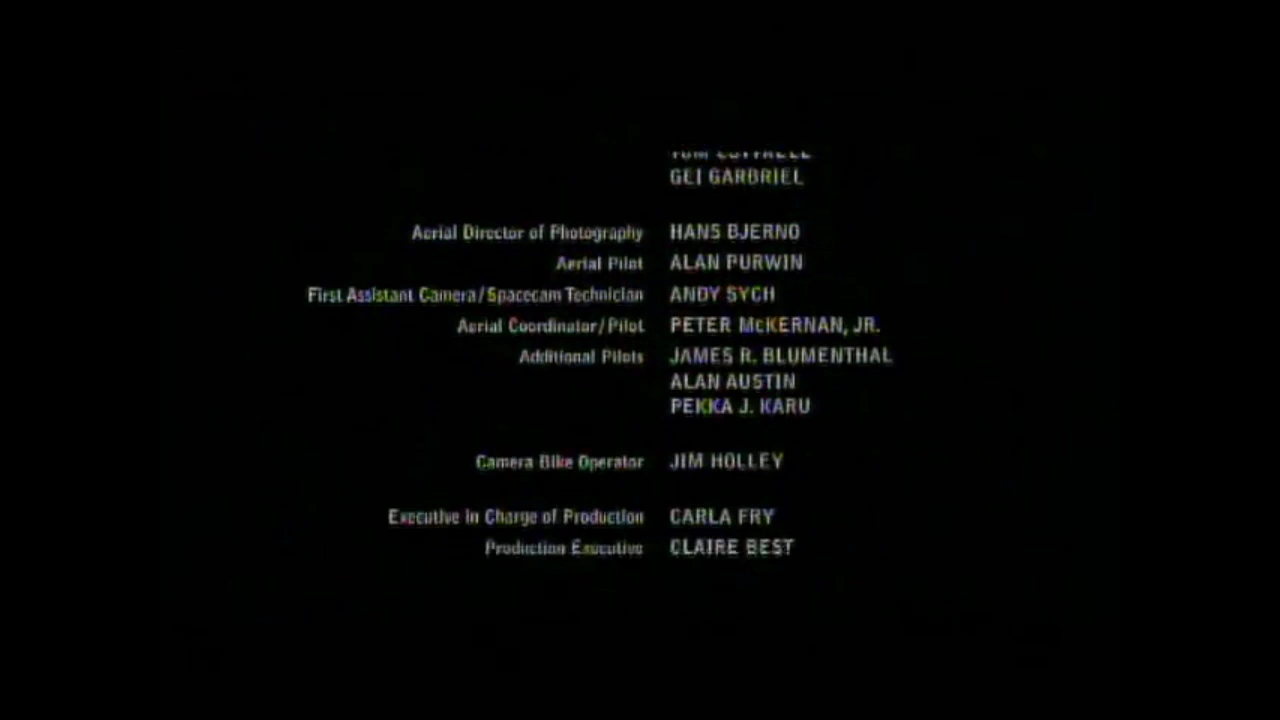 GEI GARBRIEL
Aerial Director of Photography HANS BJERNO
Aerial Pilot ALAN PURWIN
First Assistant Camera/Spacecam Technician ANDY SYCH
Aerial Coordinator/Pilot PETER McKERNAN, JR.
Additional Pilots JAMES R. BLUMENTHAL
ALAN AUSTIN
PEKKA J. KARU
Camera Bike Operator JIM HOLLEY
Executive in Charge of Production CARLA FRY
Production Executive CLAIRE BEST